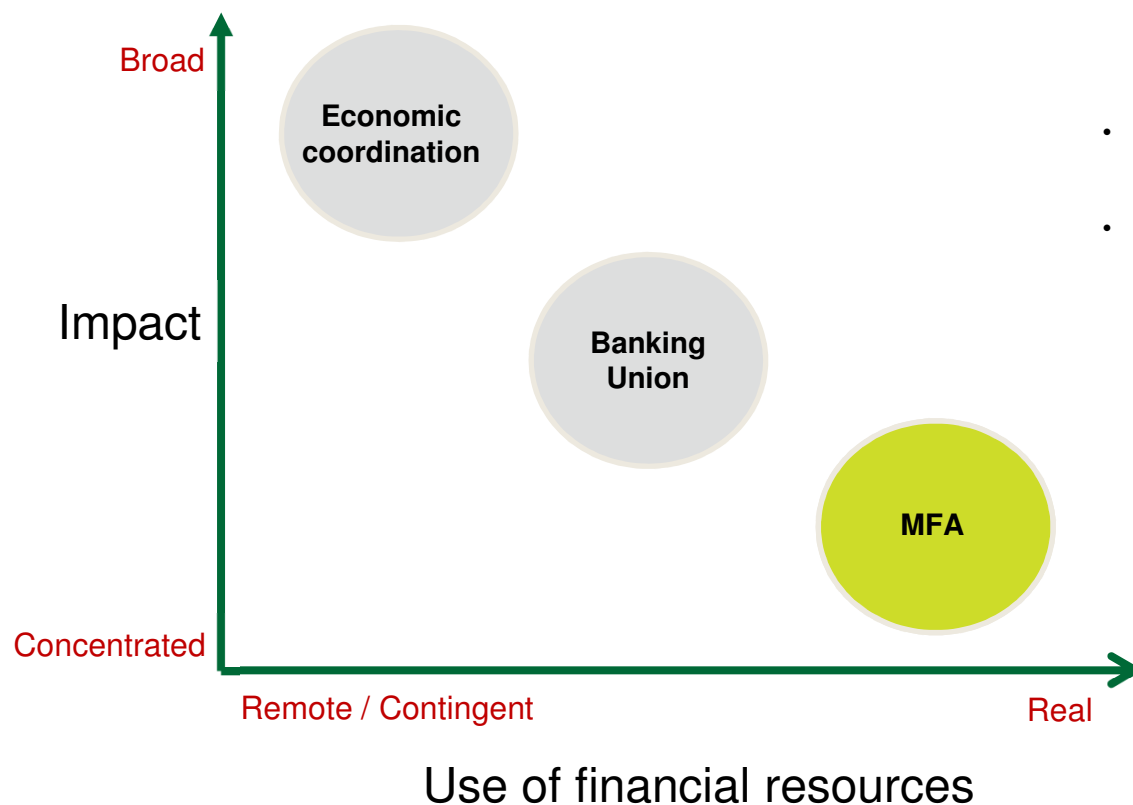 Broad
Economic
coordination
•
•
Impact
Banking
Union
MFA
Concentrated
Remote / Contingent
Real
Use of financial resources